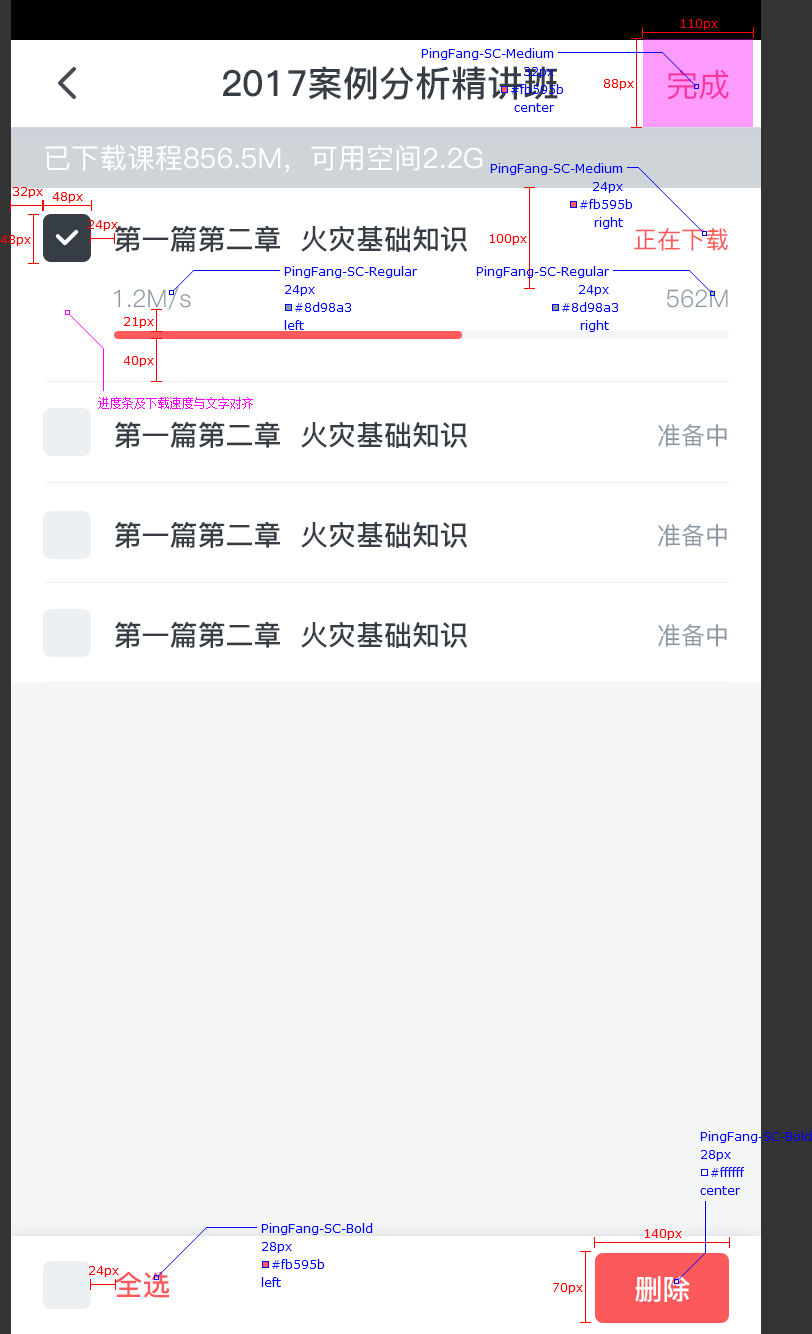 110px
PingFang-SC-Medium
32px
#fb595b
center
88px
2017案例分析精讲班
完成
已下载课程856.5M，可用空间2.2G
PingFang-SC-Medium
24px
#fb595b
right
32px
48px
48px
24px
第一篇第二章 火灾基础知识
100px
正在下载
PingFang-SC-Regular
24px
#8d98a3
left
PingFang-SC-Regular
24px
#8d98a3
right
1.2M/s
562M
21px
40px
进度条及下载速度与文字对齐
第一篇第二章 火灾基础知识
准备中
第一篇第二章 火灾基础知识
准备中
第一篇第二章 火灾基础知识
准备中
PingFang-SC-Bold
28px
#ffffff
center
PingFang-SC-Bold
28px
#fb595b
left
140px
24px
全选
70px
删除